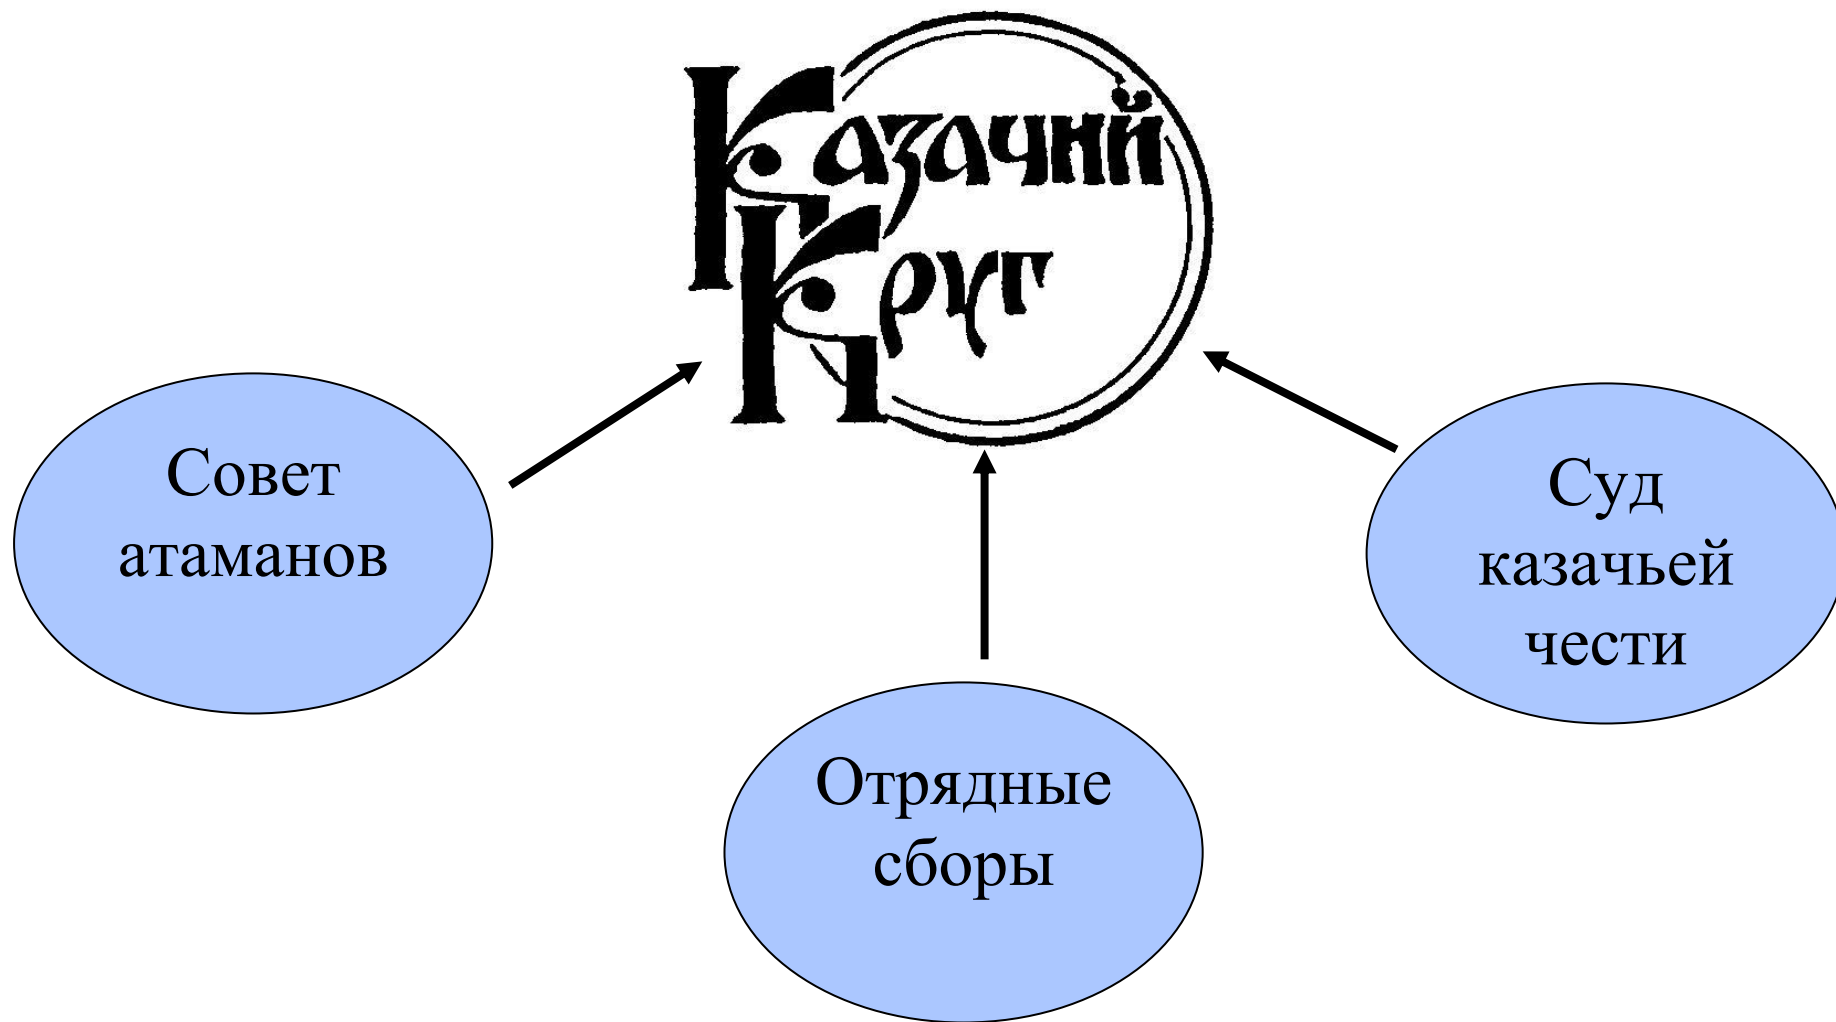 Казачий
Круг
Совет
атаманов
Суд
казачьей
чести
Отрядные
сборы